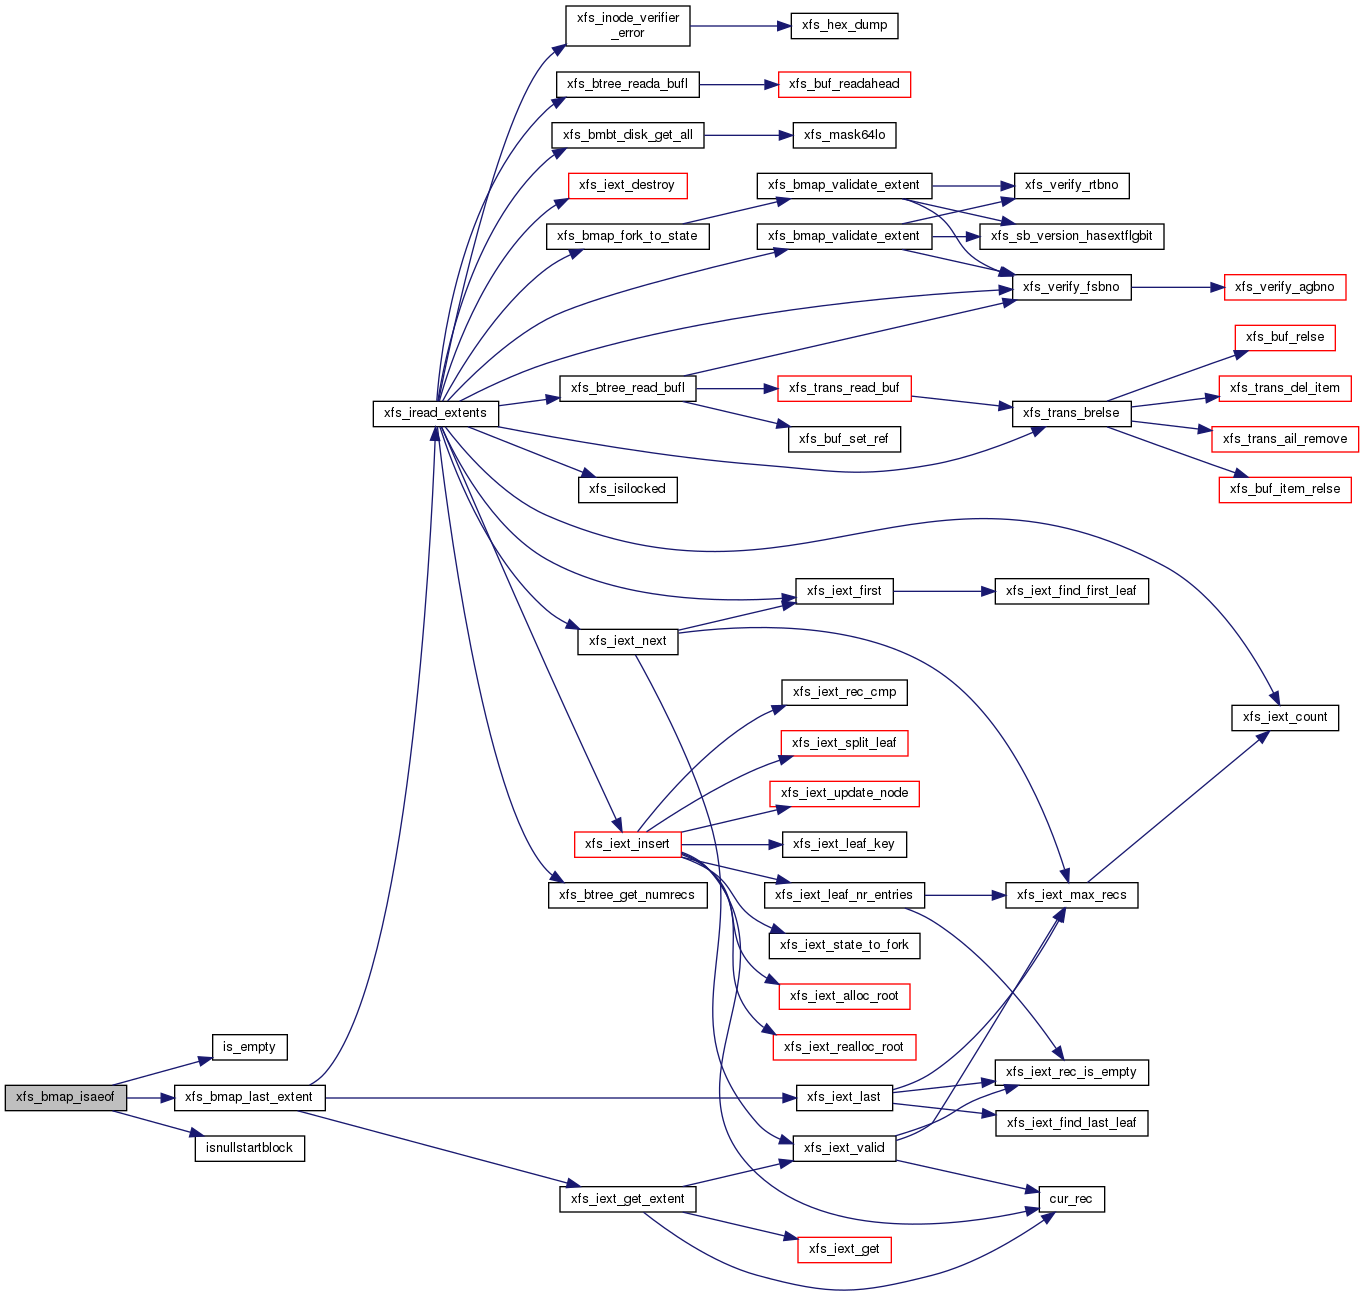 xfs_inode_verifier
_error
xfs_hex_dump
xfs_btree_reada_bufl
xfs_buf_readahead
xfs_bmbt_disk_get_all
xfs_mask64lo
xfs_iext_destroy
xfs_bmap_validate_extent
xfs_verify_rtbno
xfs_bmap_fork_to_state
xfs_bmap_validate_extent
xfs_sb_version_hasextflgbit
xfs_verify_fsbno
xfs_verify_agbno
xfs_buf_relse
xfs_btree_read_bufl
xfs_trans_read_buf
xfs_trans_del_item
xfs_iread_extents
xfs_trans_brelse
xfs_buf_set_ref
xfs_trans_ail_remove
xfs_isilocked
xfs_buf_item_relse
xfs_iext_first
xfs_iext_find_first_leaf
xfs_iext_next
xfs_iext_rec_cmp
xfs_iext_count
xfs_iext_split_leaf
xfs_iext_update_node
xfs_iext_insert
xfs_iext_leaf_key
xfs_btree_get_numrecs
xfs_iext_leaf_nr_entries
xfs_iext_max_recs
xfs_iext_state_to_fork
xfs_iext_alloc_root
is_empty
xfs_iext_realloc_root
xfs_iext_rec_is_empty
xfs_bmap_isaeof
xfs_bmap_last_extent
xfs_iext_last
xfs_iext_find_last_leaf
isnullstartblock
xfs_iext_valid
xfs_iext_get_extent
cur_rec
xfs_iext_get